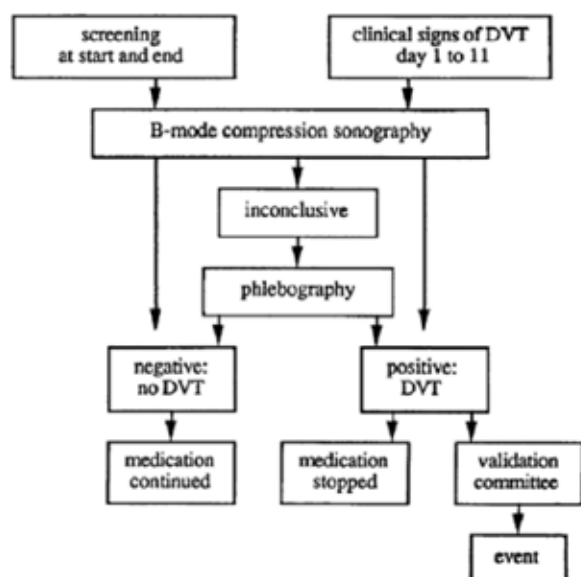 screening
at start and end
clinical signs of DVT
day 1 to 11
B-mode compression sonography
inconclusive
phlebography
negative:
no DVT
positive:
DVT
medication
continued
medication
stopped
validation
committee
event